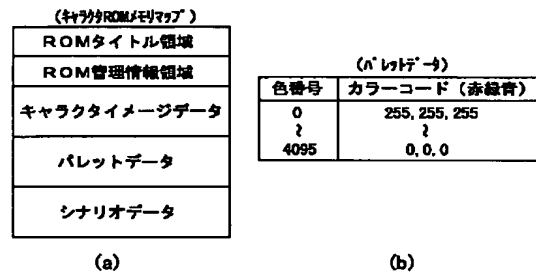 (ｷｬﾗｸﾀROMﾒﾓﾘﾏｯﾌﾟ)
ROMタイトル領域
ROM管理情報領域
キャラクタイメージデータ
パレットデータ
シナリオデータ
(a)
(ﾊﾟﾚｯﾄﾃﾞｰﾀ)
色番号 カラーコード（赤緑青）
0 255, 255, 255
≀ ≀
4095 0, 0, 0
(b)